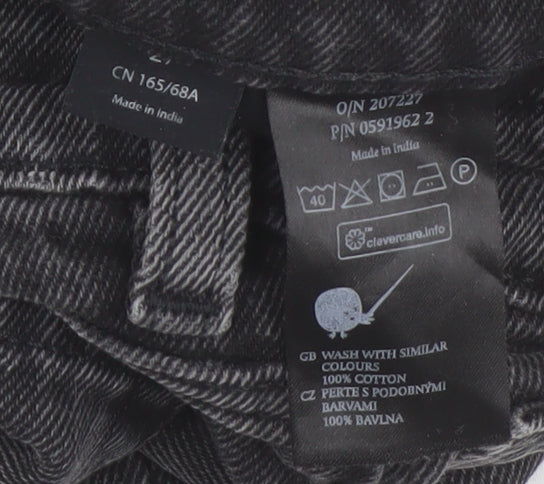 CN 165/68A
Made in India
O/N 207227
P/N 0591962 2
Made in India
40
P
clevercare.info™
GB WASH WITH SIMILAR
COLOURS
100% COTTON
CZ PERTE S PODOBNÝMI
BARVAMI
100% BAVLNA